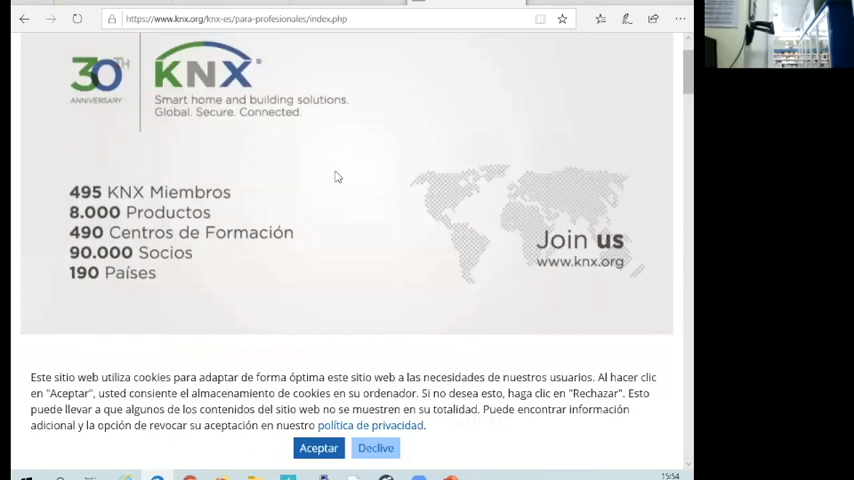 https://www.knx.org/knx-es/para-profesionales/index.php
30TH
ANNIVERSARY
KNX®
Smart home and building solutions.
Global. Secure. Connected.
495 KNX Miembros
8.000 Productos
490 Centros de Formación
90.000 Socios
190 Países
Join us
www.knx.org
Este sitio web utiliza cookies para adaptar de forma óptima este sitio web a las necesidades de nuestros usuarios. Al hacer clic
en "Aceptar", usted consiente el almacenamiento de cookies en su ordenador. Si no desea esto, haga clic en "Rechazar". Esto
puede llevar a que algunos de los contenidos del sitio web no se muestren en su totalidad. Puede encontrar información
adicional y la opción de revocar su aceptación en nuestro política de privacidad.
Aceptar Declive
15:54